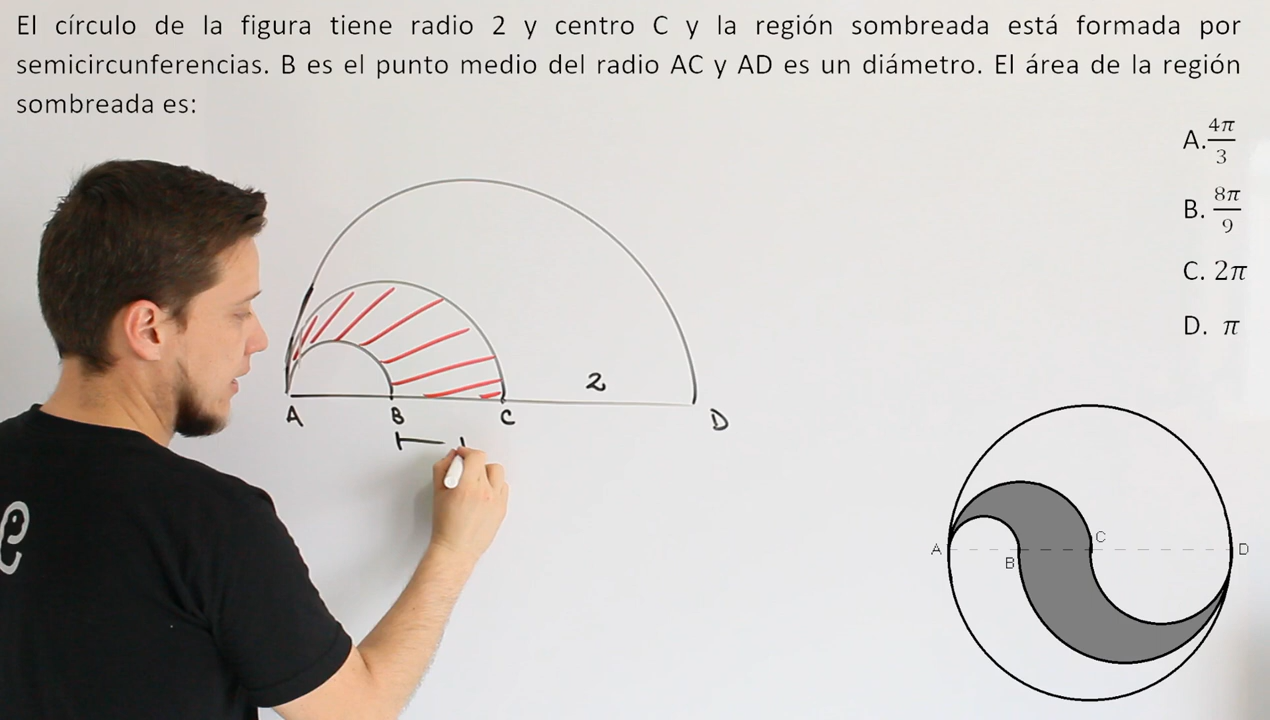 El círculo de la figura tiene radio 2 y centro C y la región sombreada está formada por
semicircunferencias. B es el punto medio del radio AC y AD es un diámetro. El área de la región
sombreada es:
A. 4π/3
B. 8π/9
C. 2π
D. π
2
A B C D
A B C D
e